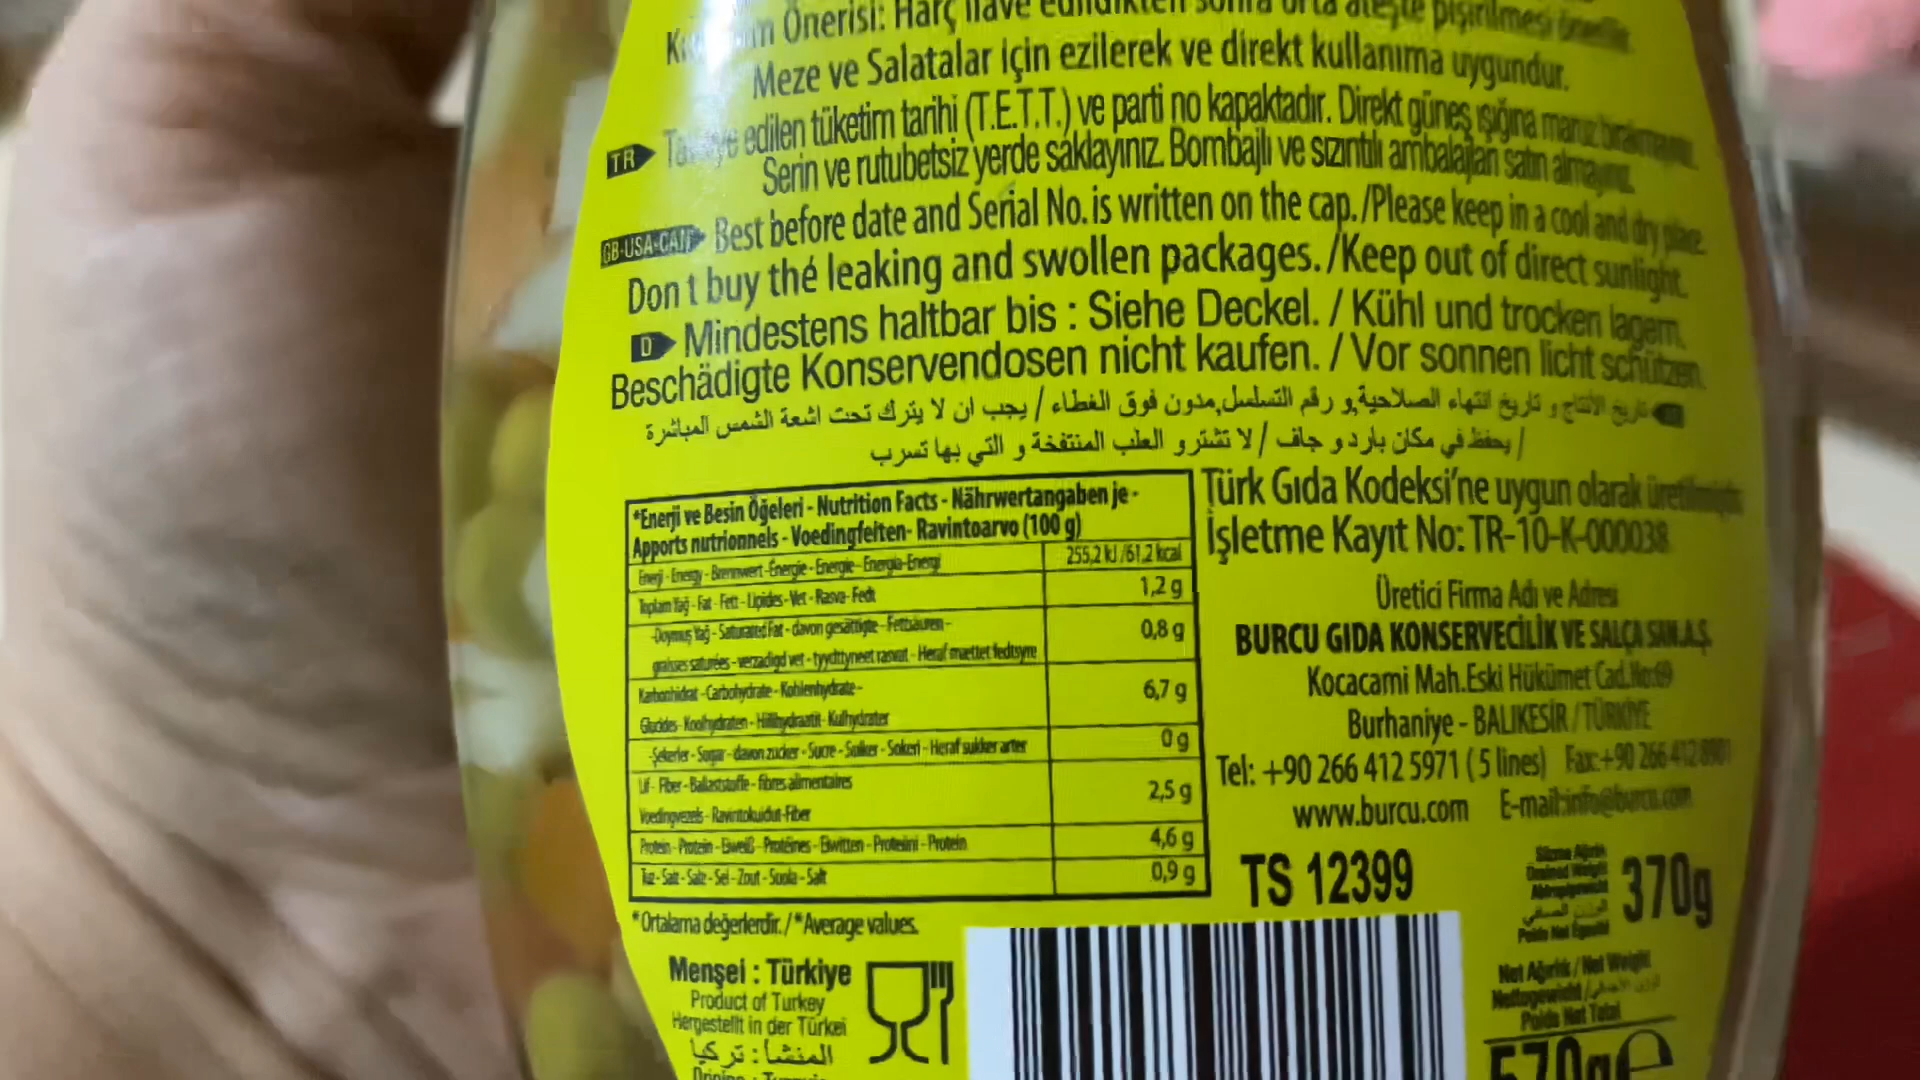 Önerisi: Harç ilave edildikten sonra orta ateşte pişirilmesi önerilir.
Meze ve Salatalar için ezilerek ve direkt kullanıma uygundur.
TR edilen tüketim tarihi (T.E.T.T.) ve parti no kapaktadır. Direkt güneş ışığına maruz bırakmayınız.
Serin ve rutubetsiz yerde saklayınız. Bombajlı ve sızıntılı ambalajları satın almayınız.
GB-USA-CAN Best before date and Serial No. is written on the cap./Please keep in a cool and dry place.
Don t buy the leaking and swollen packages. /Keep out of direct sunlight.
D Mindestens haltbar bis : Siehe Deckel. / Kühl und trocken lagern.
Beschädigte Konservendosen nicht kaufen. / Vor sonnen licht schützen.
تاريخ الأنتاج و تاريخ انتهاء الصلاحية,و رقم التسلسل,مدون فوق الغطاء / يجب ان لا يترك تحت اشعة الشمس المباشرة
/ يحفظ في مكان بارد و جاف / لا تشترو العلب المنتفخة و التي بها تسرب
*Enerji ve Besin Öğeleri - Nutrition Facts - Nährwertangaben je -
Apports nutrionnels - Voedingfeiten- Ravintoarvo (100 g)
Enerji - Energy - Brennwert - Énergie - Energie - Energia-Energi 255,2 kJ /61,2 kcal
Toplam Yağ - Fat - Fett - Lipides - Vet - Rasva- Fedt 1,2 g
-Doymuş Yağ - Saturated Fat - davon gesättigte - Fettsäuren -
graisses saturées - verzadigd vet - tyydttyneet rasvat - Heraf mættet fedtsyre 0,8 g
Karbonhidrat -Carbohydrate - Kohlenhydrate -
Glucides- Koolhydraten - Hiilihydraatit - Kulhydrater 6,7 g
-Şekerler - Sugar - davon zucker - Sucre - Suiker - Sokeri - Heraf sukker arter 0 g
Lif - Fiber - Ballaststoffe - fibres alimentaires
Voedingvezels - Ravintokuidut-Fiber 2,5 g
Protein - Protein - Eiweiß - Protéines - Eiwitten - Proteiini - Protein 4,6 g
Tuz - Salt - Salz - Sel - Zout - Suola - Salt 0,9 g
*Ortalama değerlerdir. / *Average values.
Türk Gıda Kodeksi’ne uygun olarak üretilmiştir.
İşletme Kayıt No: TR-10-K-000038
Üretici Firma Adı ve Adresi
BURCU GIDA KONSERVECİLİK VE SALÇA SAN.A.Ş.
Kocacami Mah.Eski Hükümet Cad.No:69
Burhaniye - BALIKESİR / TÜRKİYE
Tel: +90 266 412 5971 ( 5 lines) Fax:+90 266 412 8901
www.burcu.com E-mail:info@burcu.com
TS 12399
Süzme Ağırlık
Drained Weight
Abtropfgewicht
Poids Net Égoutté
370g
Menşei : Türkiye
Product of Turkey
Hergestellt in der Türkei
المنشأ : تركيا
Net Ağırlık / Net Weight
Nettogewicht /
Poids Net Total
570g e